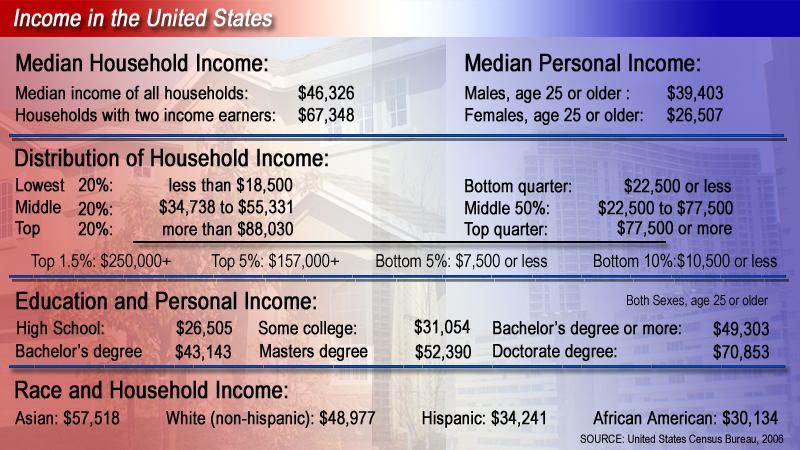 Income in the United States
Median Household Income:
Median income of all households: $46,326
Households with two income earners: $67,348
Median Personal Income:
Males, age 25 or older : $39,403
Females, age 25 or older: $26,507
Distribution of Household Income:
Lowest 20%: less than $18,500
Middle 20%: $34,738 to $55,331
Top 20%: more than $88,030
Bottom quarter: $22,500 or less
Middle 50%: $22,500 to $77,500
Top quarter: $77,500 or more
Top 1.5%: $250,000+ Top 5%: $157,000+ Bottom 5%: $7,500 or less Bottom 10%:$10,500 or less
Education and Personal Income: Both Sexes, age 25 or older
High School: $26,505 Some college: $31,054 Bachelor's degree or more: $49,303
Bachelor's degree $43,143 Masters degree $52,390 Doctorate degree: $70,853
Race and Household Income:
Asian: $57,518 White (non-hispanic): $48,977 Hispanic: $34,241 African American: $30,134
SOURCE: United States Census Bureau, 2006